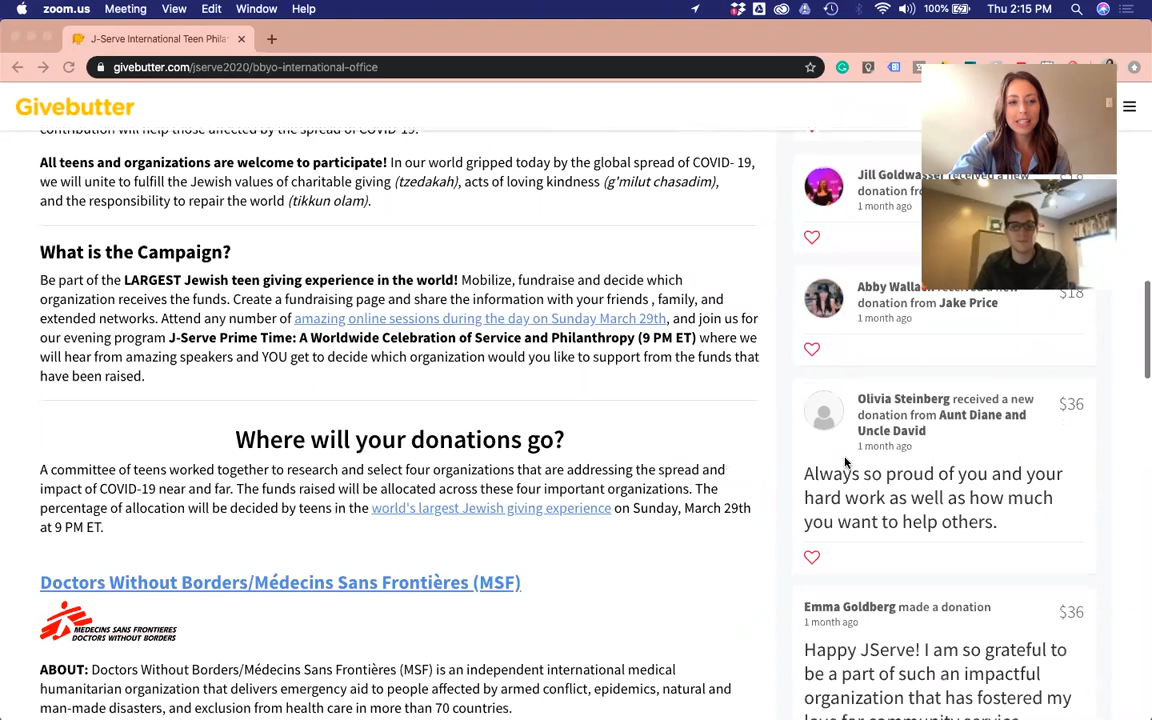 zoom.us Meeting View Edit Window Help 100% Thu 2:15 PM
J-Serve International Teen Phila
givebutter.com/jserve2020/bbyo-international-office
Givebutter
contribution will help those affected by the spread of COVID-19.
All teens and organizations are welcome to participate! In our world gripped today by the global spread of COVID- 19,
we will unite to fulfill the Jewish values of charitable giving (tzedakah), acts of loving kindness (g'milut chasadim),
and the responsibility to repair the world (tikkun olam).
What is the Campaign?
Be part of the LARGEST Jewish teen giving experience in the world! Mobilize, fundraise and decide which
organization receives the funds. Create a fundraising page and share the information with your friends , family, and
extended networks. Attend any number of amazing online sessions during the day on Sunday March 29th, and join us for
our evening program J-Serve Prime Time: A Worldwide Celebration of Service and Philanthropy (9 PM ET) where we
will hear from amazing speakers and YOU get to decide which organization would you like to support from the funds that
have been raised.
Where will your donations go?
A committee of teens worked together to research and select four organizations that are addressing the spread and
impact of COVID-19 near and far. The funds raised will be allocated across these four important organizations. The
percentage of allocation will be decided by teens in the world's largest Jewish giving experience on Sunday, March 29th
at 9 PM ET.
Doctors Without Borders/Médecins Sans Frontières (MSF)
MEDECINS SANS FRONTIERES
DOCTORS WITHOUT BORDERS
ABOUT: Doctors Without Borders/Médecins Sans Frontières (MSF) is an independent international medical
humanitarian organization that delivers emergency aid to people affected by armed conflict, epidemics, natural and
man-made disasters, and exclusion from health care in more than 70 countries.
Jill Goldwasser received a new
donation
1 month ago
Abby
donation from Jake Price
1 month ago
$18
Olivia Steinberg received a new
donation from Aunt Diane and
Uncle David
1 month ago
$36
Always so proud of you and your
hard work as well as how much
you want to help others.
Emma Goldberg made a donation
1 month ago
$36
Happy JServe! I am so grateful to
be a part of such an impactful
organization that has fostered my
love for community service